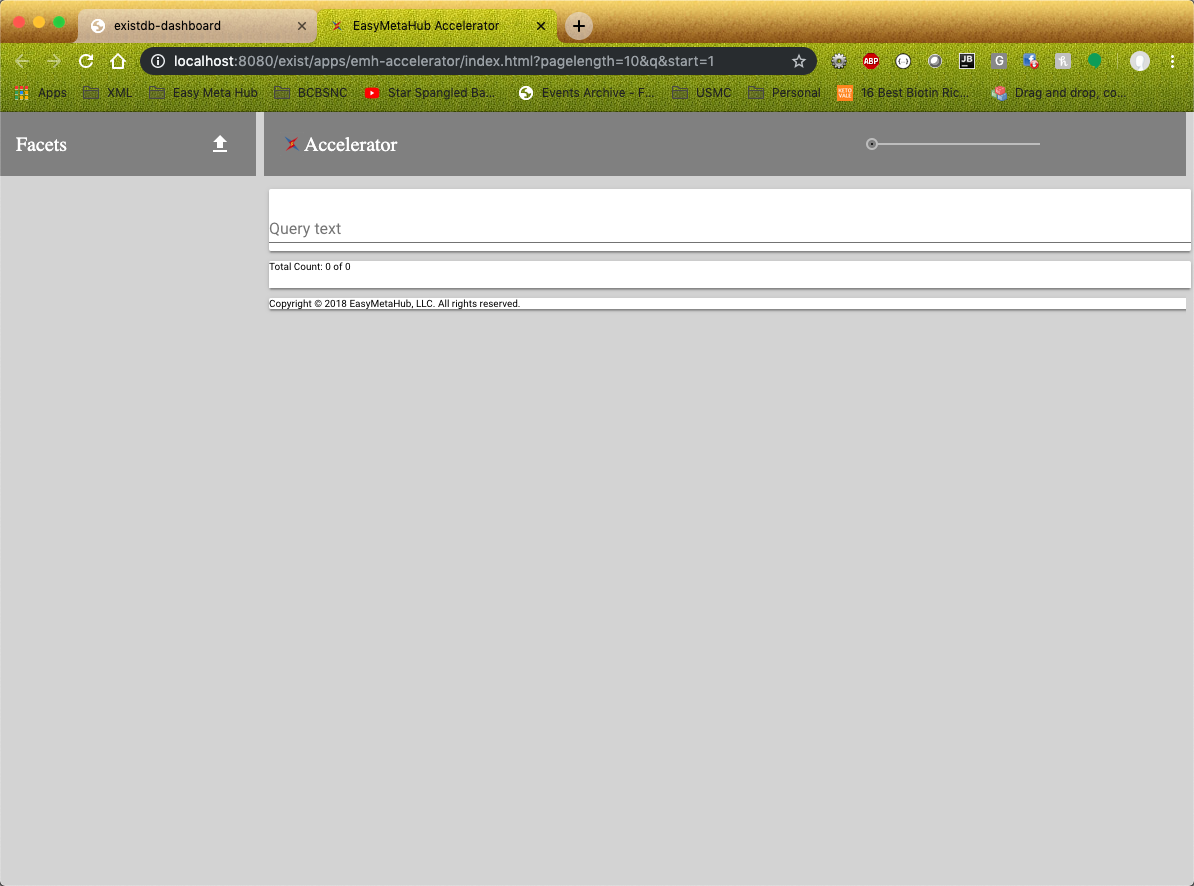 existdb-dashboard
EasyMetaHub Accelerator
localhost:8080/exist/apps/emh-accelerator/index.html?pagelength=10&q&start=1
ABP
JB
G
Apps XML Easy Meta Hub BCBSNC Star Spangled Ba... Events Archive - F... USMC Personal KETO VALE 16 Best Biotin Ric... Drag and drop, co...
Facets
Accelerator
Query text
Total Count: 0 of 0
Copyright © 2018 EasyMetaHub, LLC. All rights reserved.